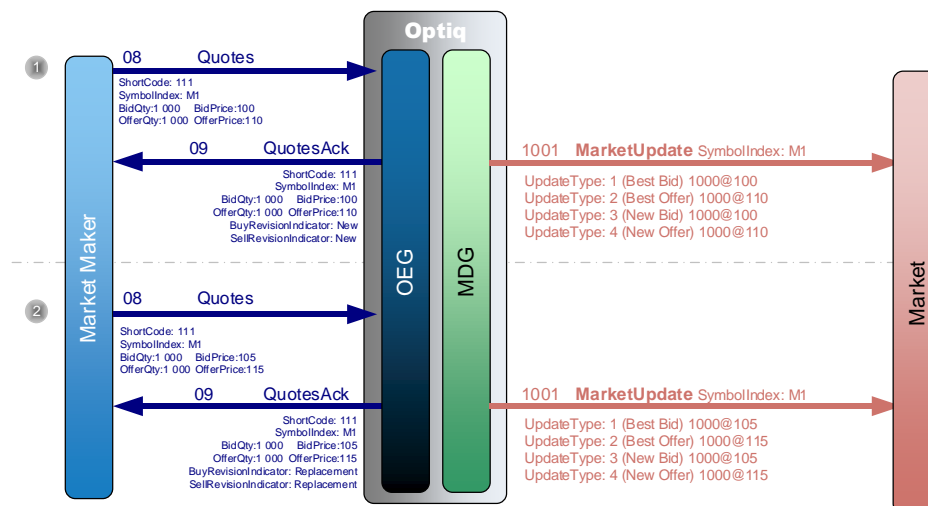 Optiq
1
08 Quotes
ShortCode: 111
SymbolIndex: M1
BidQty:1 000 BidPrice:100
OfferQty:1 000 OfferPrice:110
09 QuotesAck
ShortCode: 111
SymbolIndex: M1
BidQty:1 000 BidPrice:100
OfferQty:1 000 OfferPrice:110
BuyRevisionIndicator: New
SellRevisionIndicator: New
1001 MarketUpdate SymbolIndex: M1
UpdateType: 1 (Best Bid) 1000@100
UpdateType: 2 (Best Offer) 1000@110
UpdateType: 3 (New Bid) 1000@100
UpdateType: 4 (New Offer) 1000@110
Market Maker
OEG
MDG
Market
2
08 Quotes
ShortCode: 111
SymbolIndex: M1
BidQty:1 000 BidPrice:105
OfferQty:1 000 OfferPrice:115
09 QuotesAck
ShortCode: 111
SymbolIndex: M1
BidQty:1 000 BidPrice:105
OfferQty:1 000 OfferPrice:115
BuyRevisionIndicator: Replacement
SellRevisionIndicator: Replacement
1001 MarketUpdate SymbolIndex: M1
UpdateType: 1 (Best Bid) 1000@105
UpdateType: 2 (Best Offer) 1000@115
UpdateType: 3 (New Bid) 1000@105
UpdateType: 4 (New Offer) 1000@115